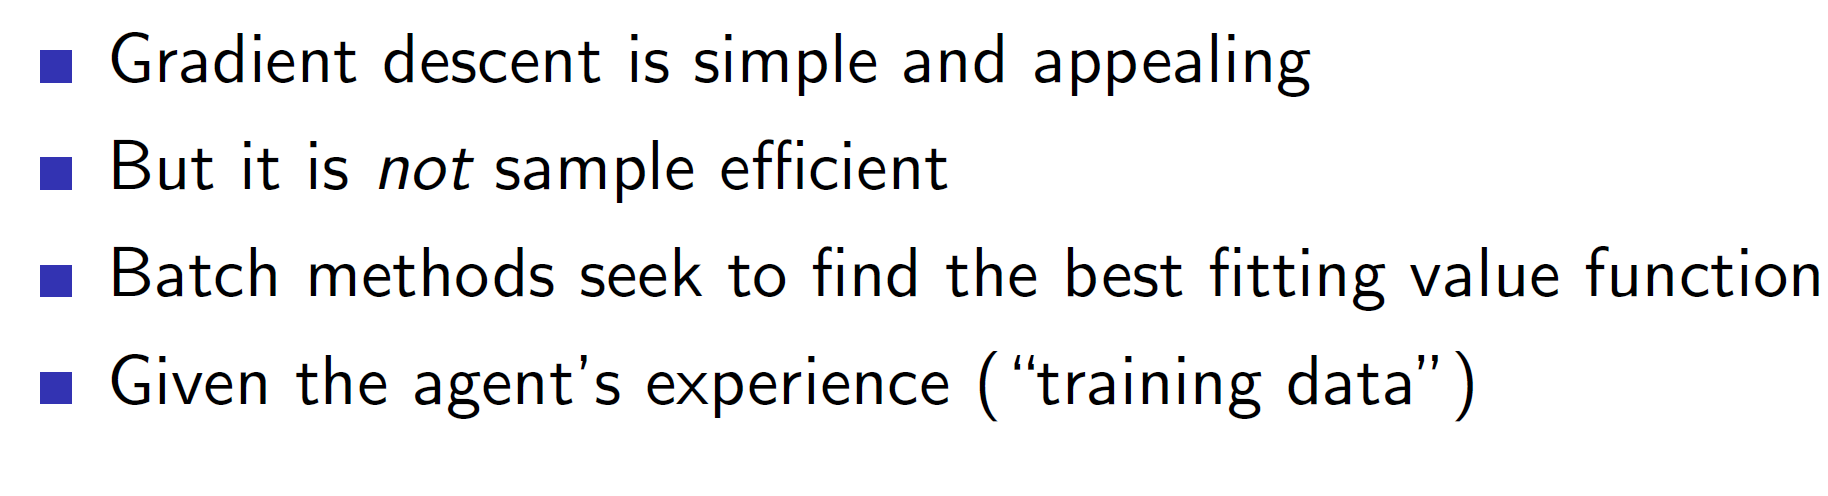 Gradient descent is simple and appealing
But it is not sample efficient
Batch methods seek to find the best fitting value function
Given the agent’s experience (“training data”)